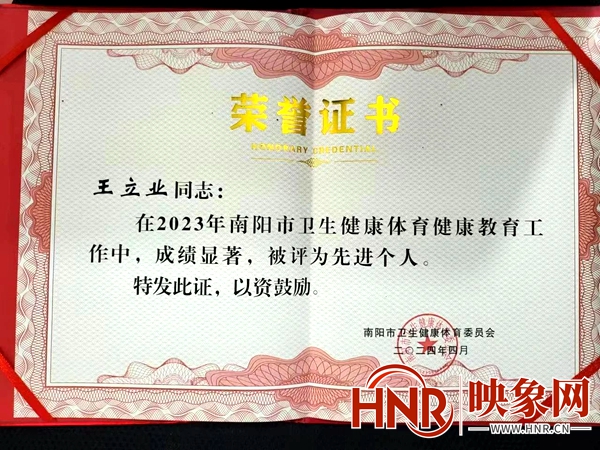 荣誉证书
HONORARY CREDENTIAL
王立业同志：
在2023年南阳市卫生健康体育健康教育工
作中，成绩显著，被评为先进个人。
特发此证，以资鼓励。
南阳市卫生健康体育委员会
二〇二四年四月
HNR 映象网
WWW.HNR.CN